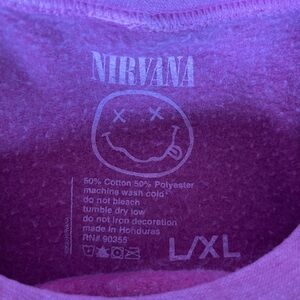 NIRVANA
50% Cotton 50% Polyester
machine wash cold
do not bleach
tumble dry low
do not iron decoration
made in Honduras
RN# 90355
L/XL